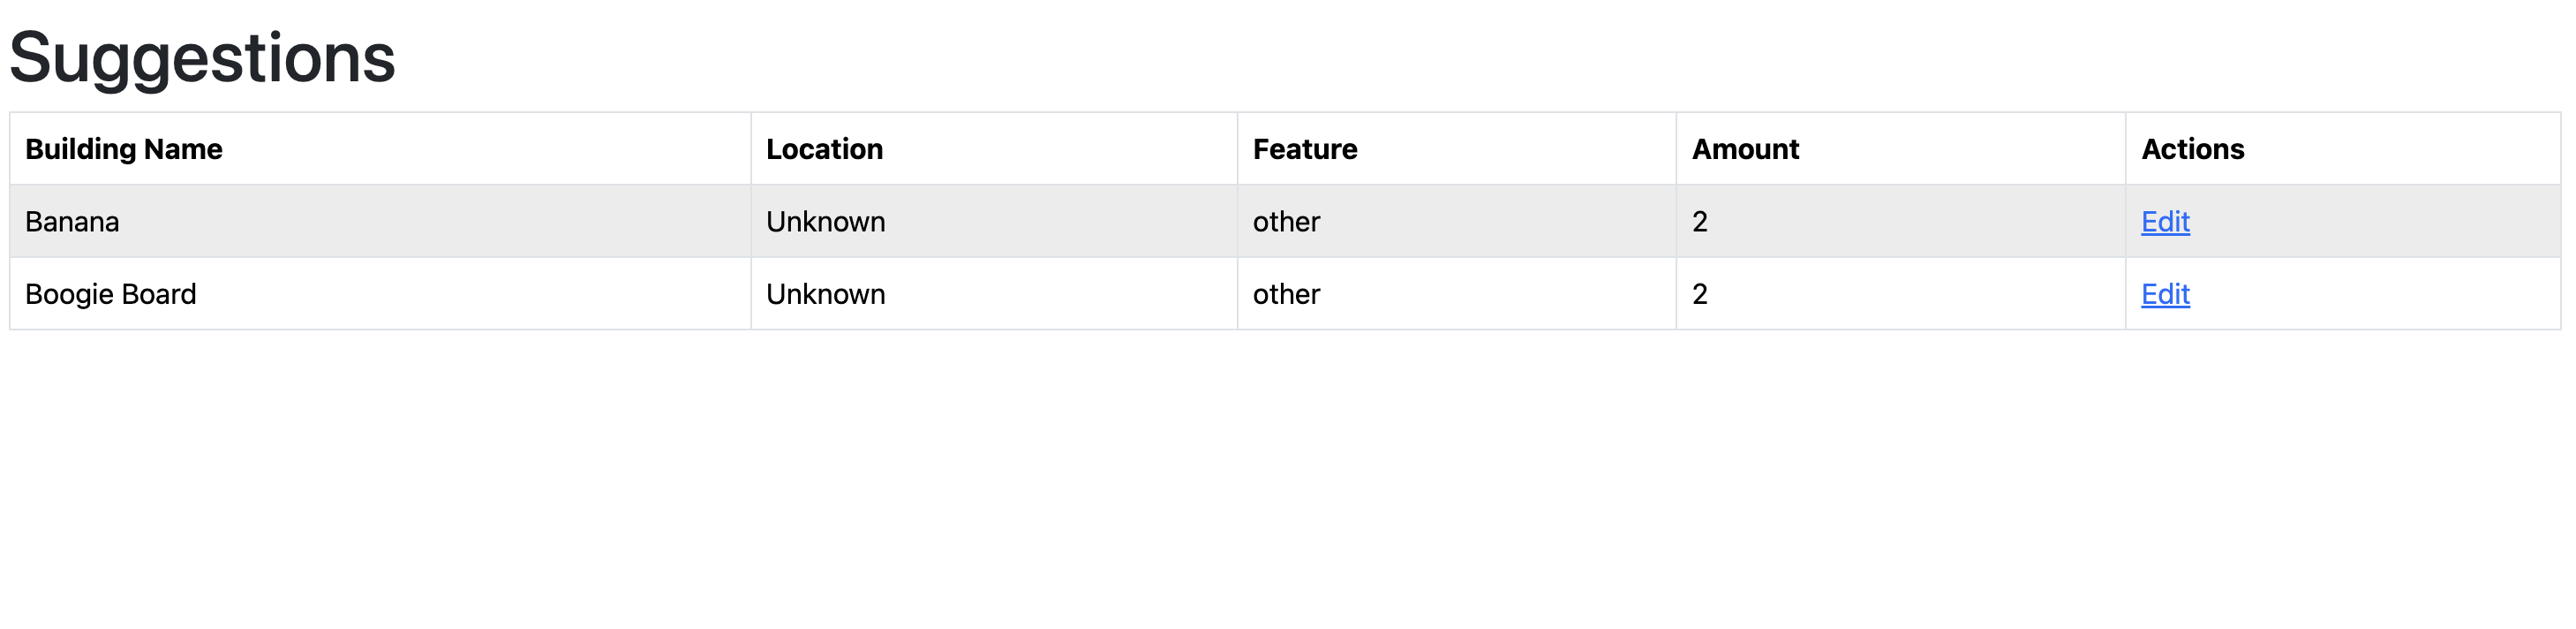 Suggestions
Building Name Location Feature Amount Actions
Banana Unknown other 2 Edit
Boogie Board Unknown other 2 Edit